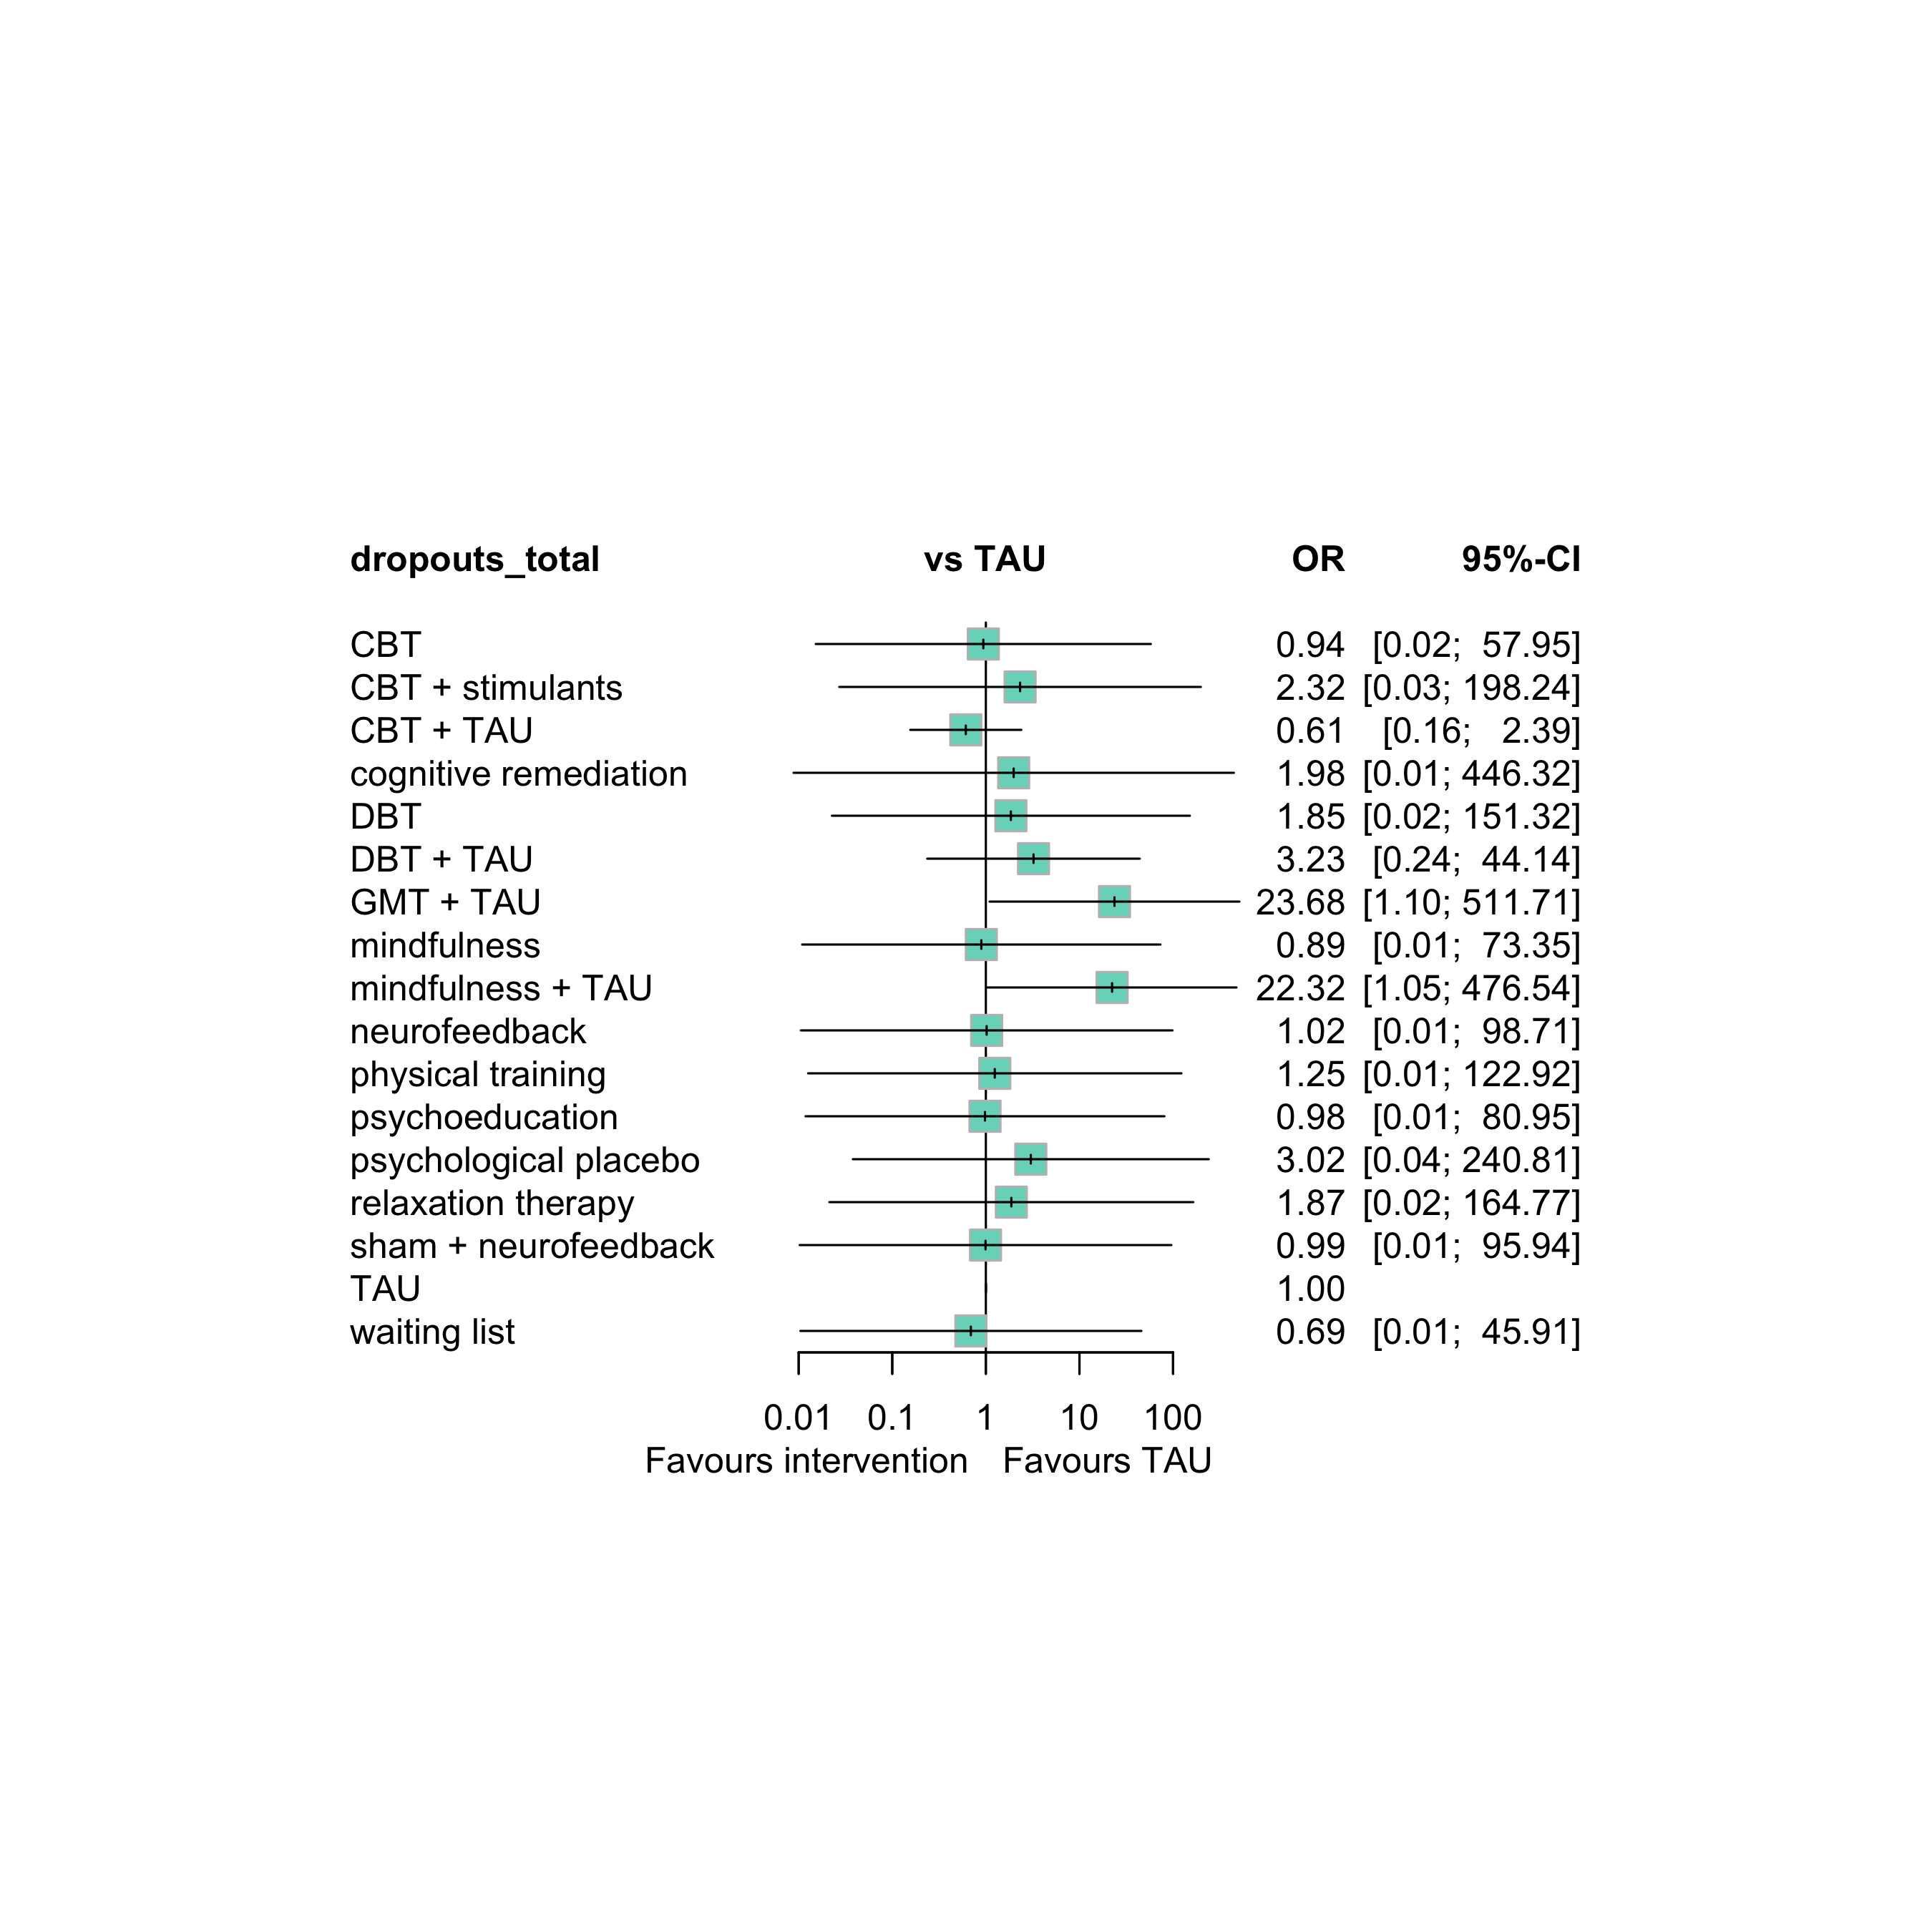 dropouts_total vs TAU OR 95%-CI
CBT 0.94 [0.02; 57.95]
CBT + stimulants 2.32 [0.03; 198.24]
CBT + TAU 0.61 [0.16; 2.39]
cognitive remediation 1.98 [0.01; 446.32]
DBT 1.85 [0.02; 151.32]
DBT + TAU 3.23 [0.24; 44.14]
GMT + TAU 23.68 [1.10; 511.71]
mindfulness 0.89 [0.01; 73.35]
mindfulness + TAU 22.32 [1.05; 476.54]
neurofeedback 1.02 [0.01; 98.71]
physical training 1.25 [0.01; 122.92]
psychoeducation 0.98 [0.01; 80.95]
psychological placebo 3.02 [0.04; 240.81]
relaxation therapy 1.87 [0.02; 164.77]
sham + neurofeedback 0.99 [0.01; 95.94]
TAU 1.00
waiting list 0.69 [0.01; 45.91]
0.01 0.1 1 10 100
Favours intervention Favours TAU